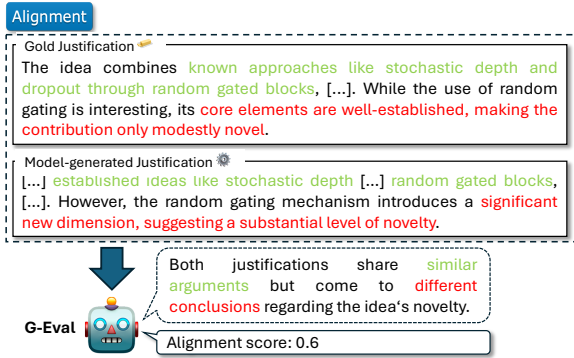 Alignment
Gold Justification
The idea combines known approaches like stochastic depth and
dropout through random gated blocks, [...]. While the use of random
gating is interesting, its core elements are well-established, making the
contribution only modestly novel.
Model-generated Justification
[...] established ideas like stochastic depth [...] random gated blocks,
[...]. However, the random gating mechanism introduces a significant
new dimension, suggesting a substantial level of novelty.
Both justifications share similar
arguments but come to different
conclusions regarding the idea‘s novelty.
G-Eval
Alignment score: 0.6